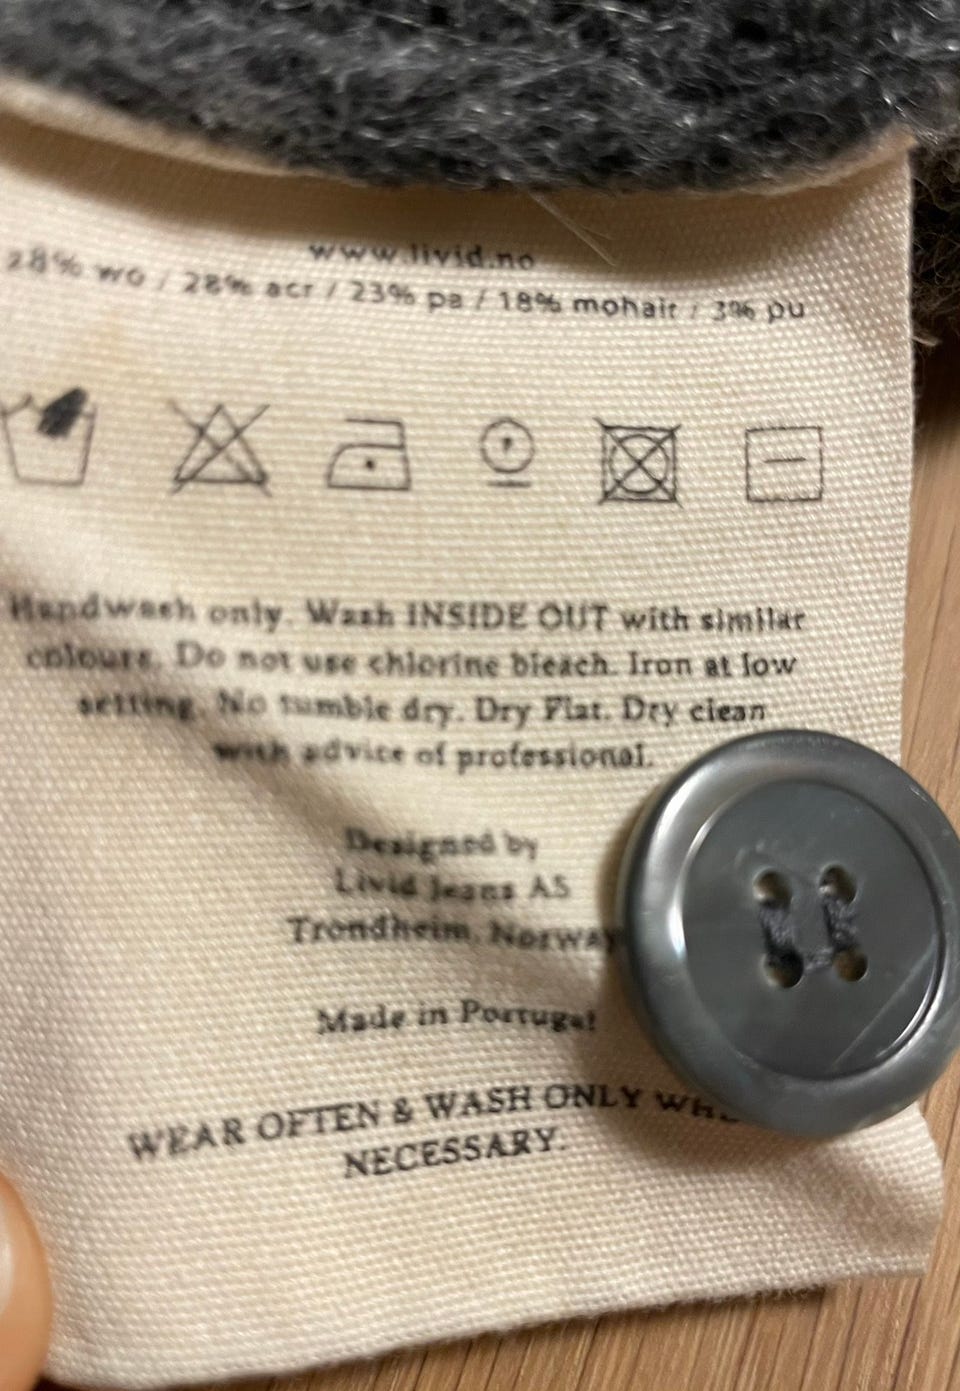 www.livid.no
28% wo / 28% acr / 23% pa / 18% mohair / 3% pu
Handwash only. Wash INSIDE OUT with similar
colours. Do not use chlorine bleach. Iron at low
setting. No tumble dry. Dry Flat. Dry clean
with advice of professional.
Designed by
Livid Jeans AS
Trondheim, Norway
Made in Portugal
WEAR OFTEN & WASH ONLY WHE
NECESSARY.